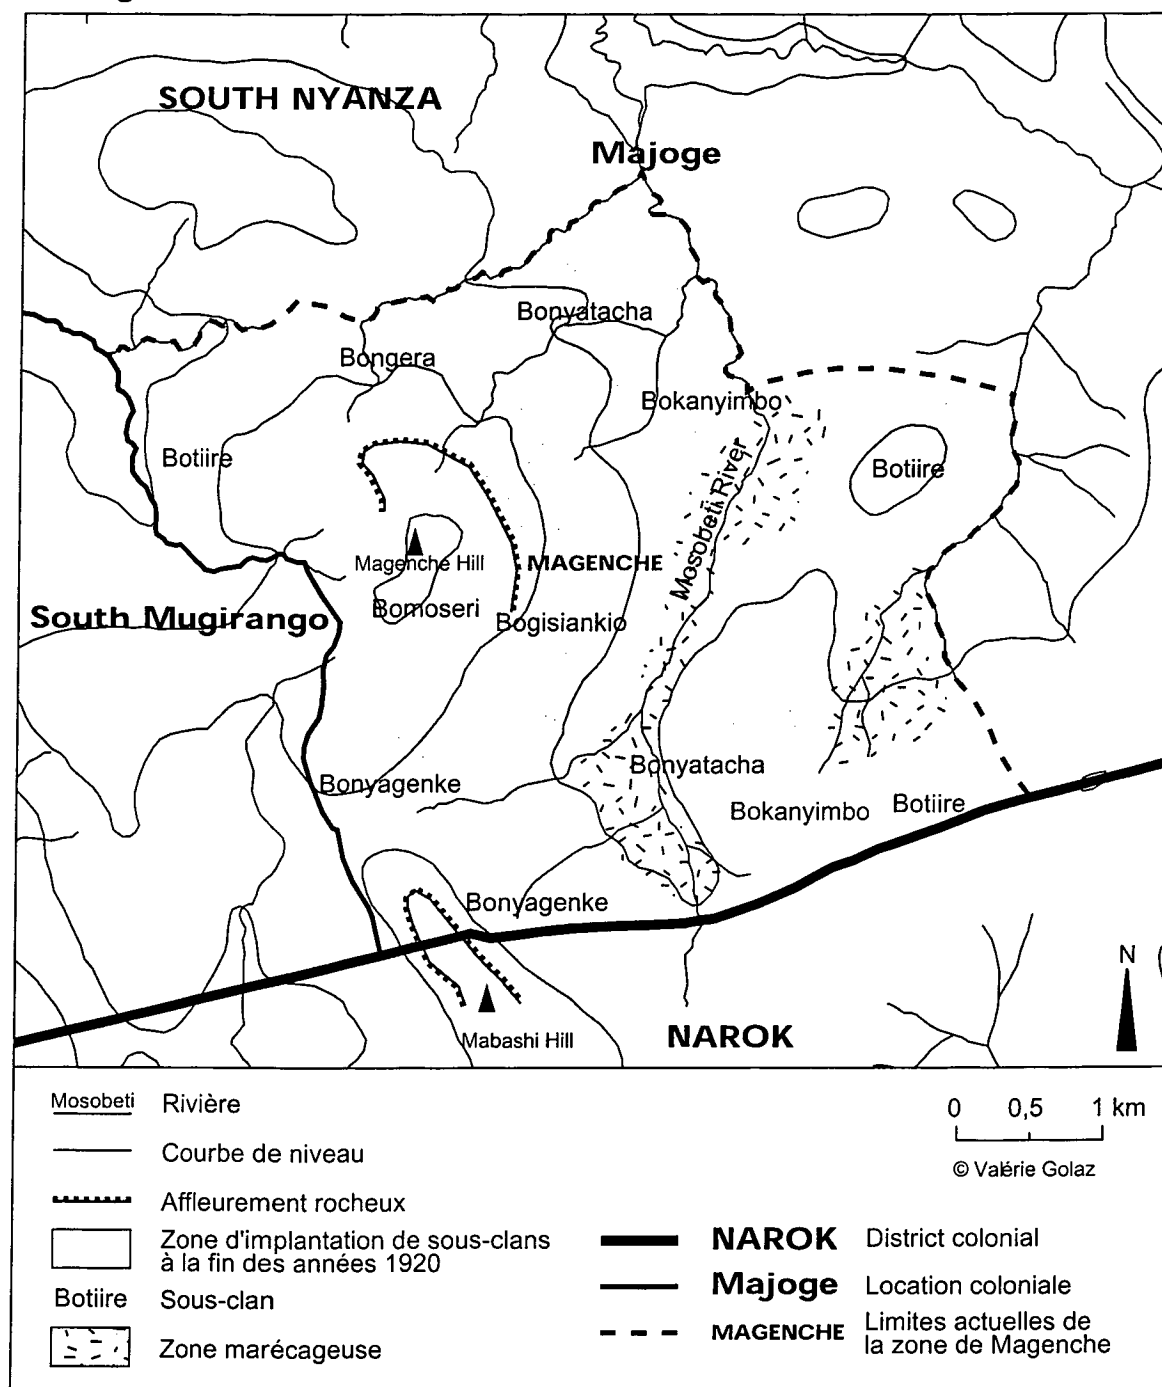 SOUTH NYANZA
Majoge
Bonyatacha
Bongera
Bokanyimbo
Botiire
Botiire
Mosobeti River
Magenche Hill
MAGENCHE
Bomoseri
Bogisiankio
South Mugirango
Bonyatacha
Bonyagenke
Bokanyimbo
Botiire
Bonyagenke
N
Mabashi Hill
NAROK
Mosobeti Rivière
Courbe de niveau
Affleurement rocheux
Zone d'implantation de sous-clans
à la fin des années 1920
Botiire Sous-clan
Zone marécageuse
0 0,5 1 km
© Valérie Golaz
NAROK District colonial
Majoge Location coloniale
MAGENCHE Limites actuelles de
la zone de Magenche